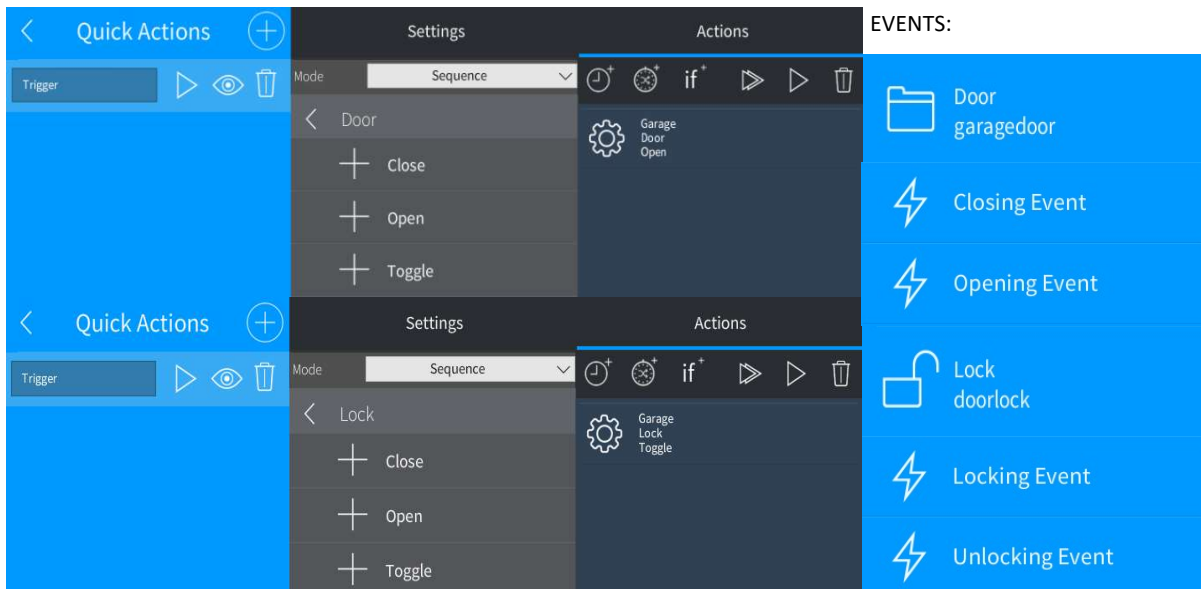 Quick Actions
Trigger
Settings
Mode
Sequence
Door
Close
Open
Toggle
Actions
if+
Garage
Door
Open
Quick Actions
Trigger
Settings
Mode
Sequence
Lock
Close
Open
Toggle
Actions
if+
Garage
Lock
Toggle
EVENTS:
Door
garagedoor
Closing Event
Opening Event
Lock
doorlock
Locking Event
Unlocking Event